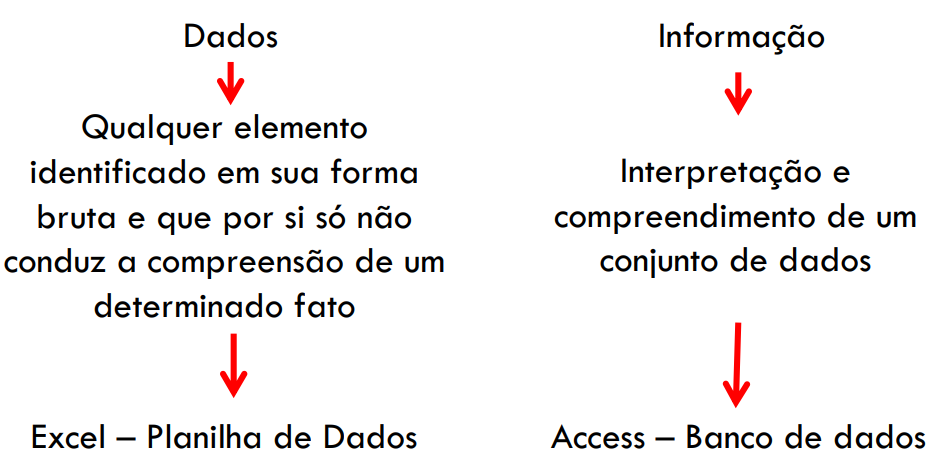 Dados
Qualquer elemento
identificado em sua forma
bruta e que por si só não
conduz a compreensão de um
determinado fato
Excel – Planilha de Dados
Informação
Interpretação e
compreendimento de um
conjunto de dados
Access – Banco de dados